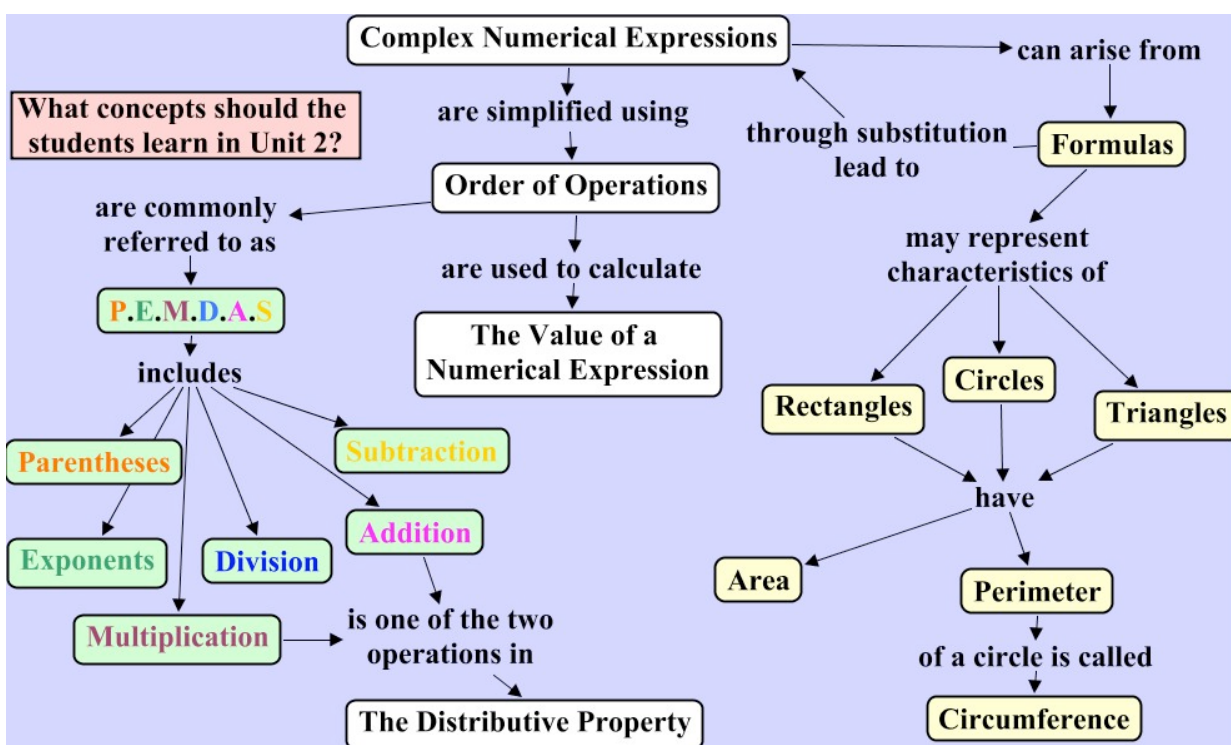 Complex Numerical Expressions
can arise from
What concepts should the
students learn in Unit 2?
are simplified using
through substitution
lead to
Formulas
Order of Operations
are commonly
referred to as
may represent
characteristics of
are used to calculate
P.E.M.D.A.S
The Value of a
Numerical Expression
includes
Circles
Rectangles
Triangles
Parentheses
Subtraction
have
Addition
Exponents
Division
Area
Perimeter
Multiplication
is one of the two
operations in
of a circle is called
The Distributive Property
Circumference